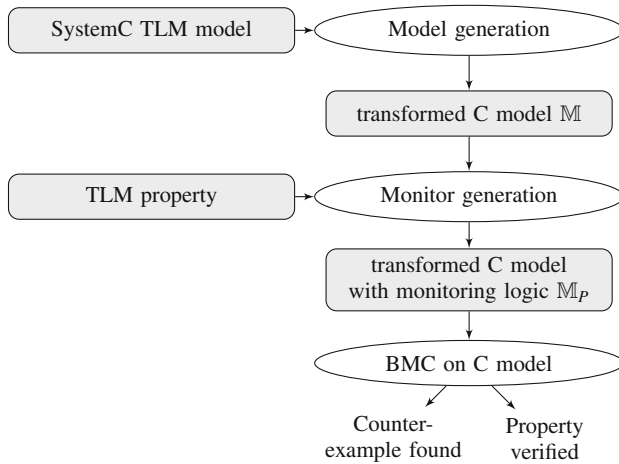 SystemC TLM model
Model generation
transformed C model 𝕄
TLM property
Monitor generation
transformed C model
with monitoring logic 𝕄P
BMC on C model
Counter-
example found
Property
verified